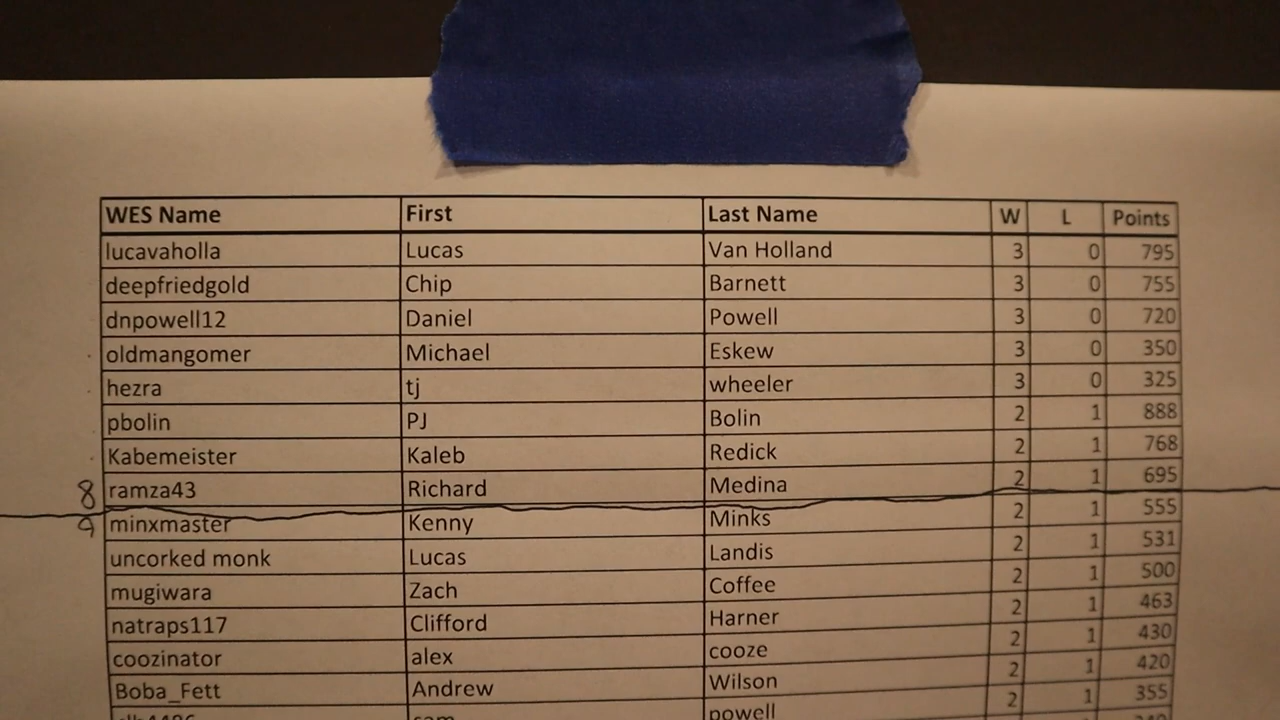 WES Name First Last Name W L Points
lucavaholla Lucas Van Holland 3 0 795
deepfriedgold Chip Barnett 3 0 755
dnpowell12 Daniel Powell 3 0 720
oldmangomer Michael Eskew 3 0 350
hezra tj wheeler 3 0 325
pbolin PJ Bolin 2 1 888
Kabemeister Kaleb Redick 2 1 768
8 ramza43 Richard Medina 2 1 695
9 minxmaster Kenny Minks 2 1 555
uncorked monk Lucas Landis 2 1 531
mugiwara Zach Coffee 2 1 500
natraps117 Clifford Harner 2 1 463
coozinator alex cooze 2 1 430
Boba_Fett Andrew Wilson 2 1 420
powell 2 1 355